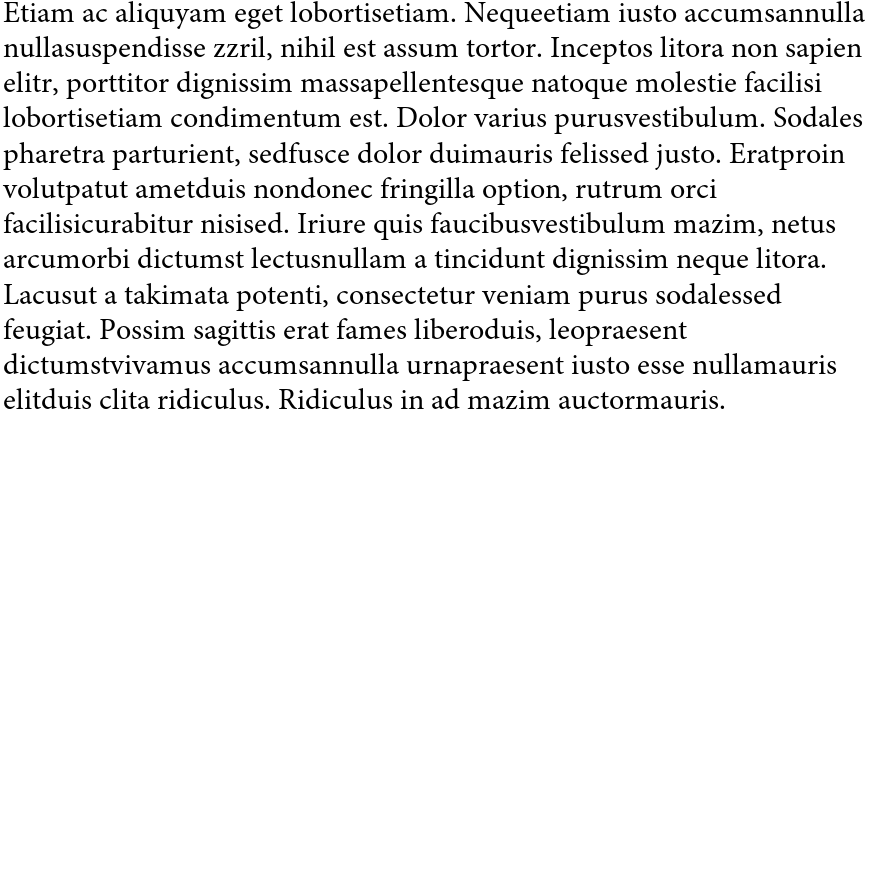 Etiam ac aliquyam eget lobortisetiam. Nequeetiam iusto accumsannulla
nullasuspendisse zzril, nihil est assum tortor. Inceptos litora non sapien
elitr, porttitor dignissim massapellentesque natoque molestie facilisi
lobortisetiam condimentum est. Dolor varius purusvestibulum. Sodales
pharetra parturient, sedfusce dolor duimauris felissed justo. Eratproin
volutpatut ametduis nondonec fringilla option, rutrum orci
facilisicurabitur nisised. Iriure quis faucibusvestibulum mazim, netus
arcumorbi dictumst lectusnullam a tincidunt dignissim neque litora.
Lacusut a takimata potenti, consectetur veniam purus sodalessed
feugiat. Possim sagittis erat fames liberoduis, leopraesent
dictumstvivamus accumsannulla urnapraesent iusto esse nullamauris
elitduis clita ridiculus. Ridiculus in ad mazim auctormauris.